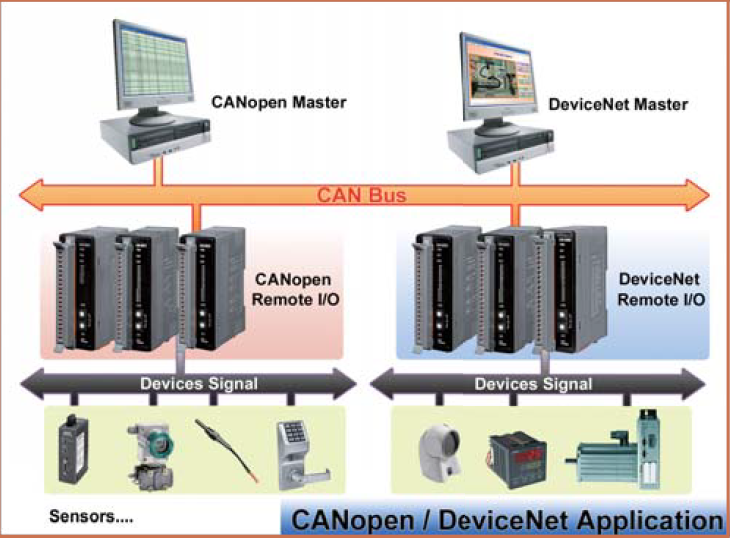 CANopen Master
DeviceNet Master
CAN Bus
CANopen
Remote I/O
DeviceNet
Remote I/O
Devices Signal
Devices Signal
Sensors....
CANopen / DeviceNet Application